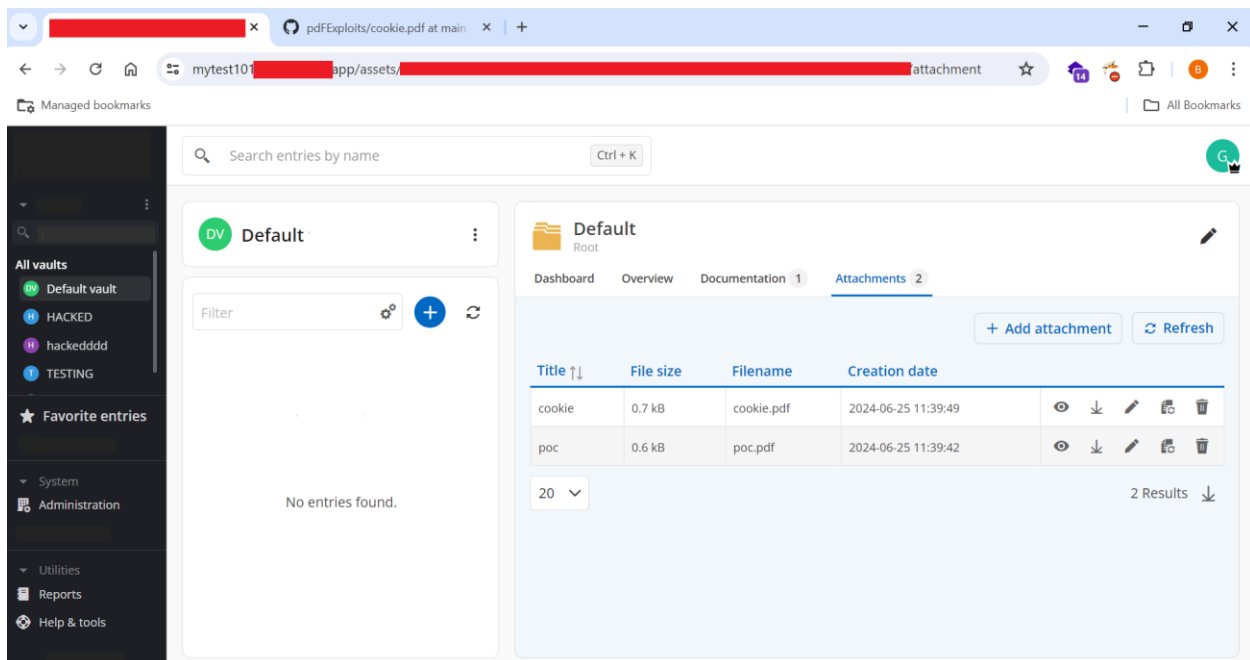 pdFExploits/cookie.pdf at main
mytest101 app/assets/ /attachment
14
B
Managed bookmarks
All Bookmarks
Search entries by name
Ctrl + K
G
All vaults
DV Default vault
H HACKED
H hackedddd
T TESTING
Favorite entries
System
Administration
Utilities
Reports
Help & tools
DV Default
Filter
No entries found.
Default
Root
Dashboard Overview Documentation 1 Attachments 2
+ Add attachment Refresh
Title File size Filename Creation date
cookie 0.7 kB cookie.pdf 2024-06-25 11:39:49
poc 0.6 kB poc.pdf 2024-06-25 11:39:42
20
2 Results